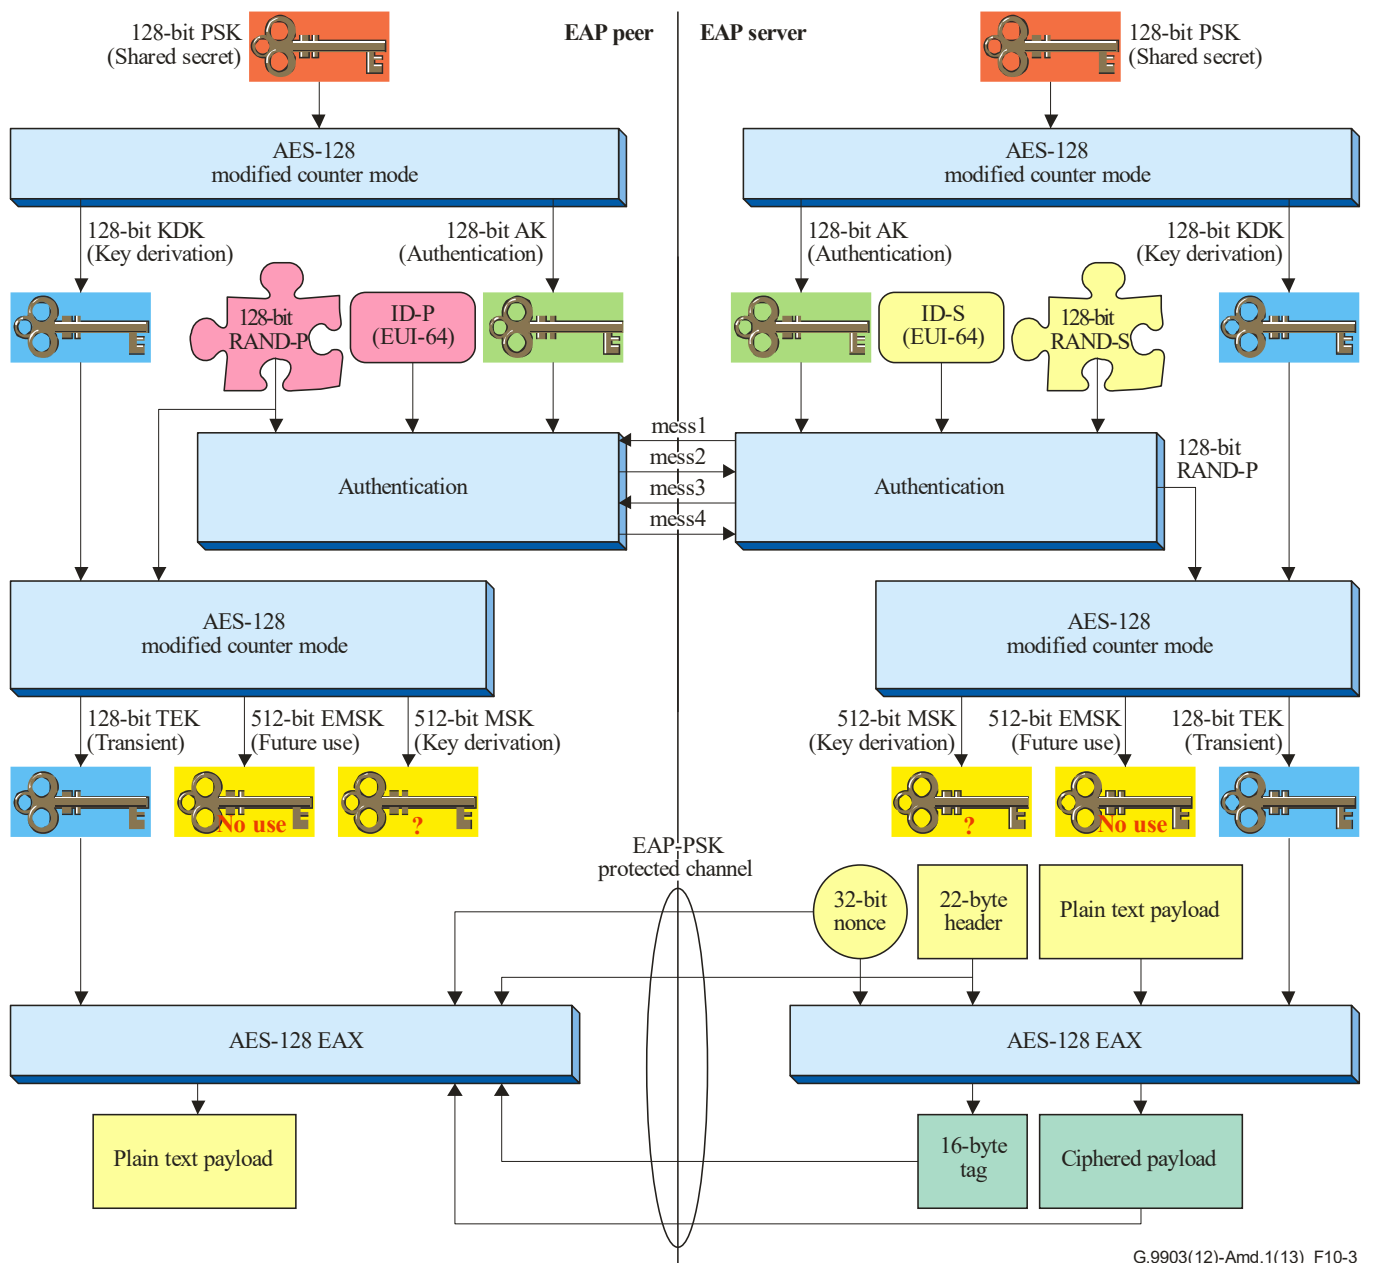 128-bit PSK
(Shared secret)
EAP peer
EAP server
128-bit PSK
(Shared secret)
AES-128
modified counter mode
AES-128
modified counter mode
128-bit KDK
(Key derivation)
128-bit AK
(Authentication)
128-bit AK
(Authentication)
128-bit KDK
(Key derivation)
128-bit
RAND-P
ID-P
(EUI-64)
ID-S
(EUI-64)
128-bit
RAND-S
mess1
mess2
mess3
mess4
Authentication
Authentication
128-bit
RAND-P
AES-128
modified counter mode
AES-128
modified counter mode
128-bit TEK
(Transient)
512-bit EMSK
(Future use)
512-bit MSK
(Key derivation)
512-bit MSK
(Key derivation)
512-bit EMSK
(Future use)
128-bit TEK
(Transient)
No use
?
?
No use
EAP-PSK
protected channel
32-bit
nonce
22-byte
header
Plain text payload
AES-128 EAX
AES-128 EAX
Plain text payload
16-byte
tag
Ciphered payload
G.9903(12)-Amd.1(13)_F10-3